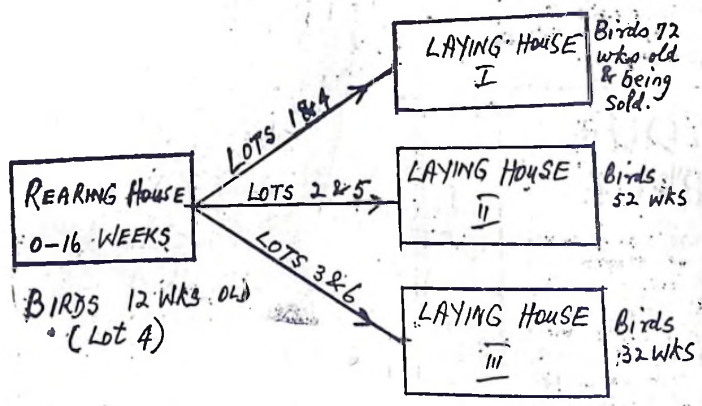 REARING HOUSE
0-16 WEEKS
BIRDS 12 WKS OLD
(Lot 4)
LOTS 1&4
LOTS 2&5
LOTS 3&6
LAYING HOUSE
I
Birds 72
wks old
& being
Sold.
LAYING HOUSE
II
Birds
52 WKS
LAYING HOUSE
III
Birds
32 WKS